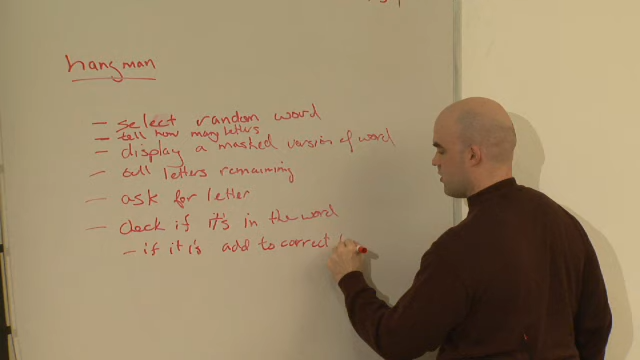 hangman
- select random word
- tell how many letters
- display a masked version of word
- tell letters remaining
- ask for letter
- check if it's in the word
- if it is add to correct